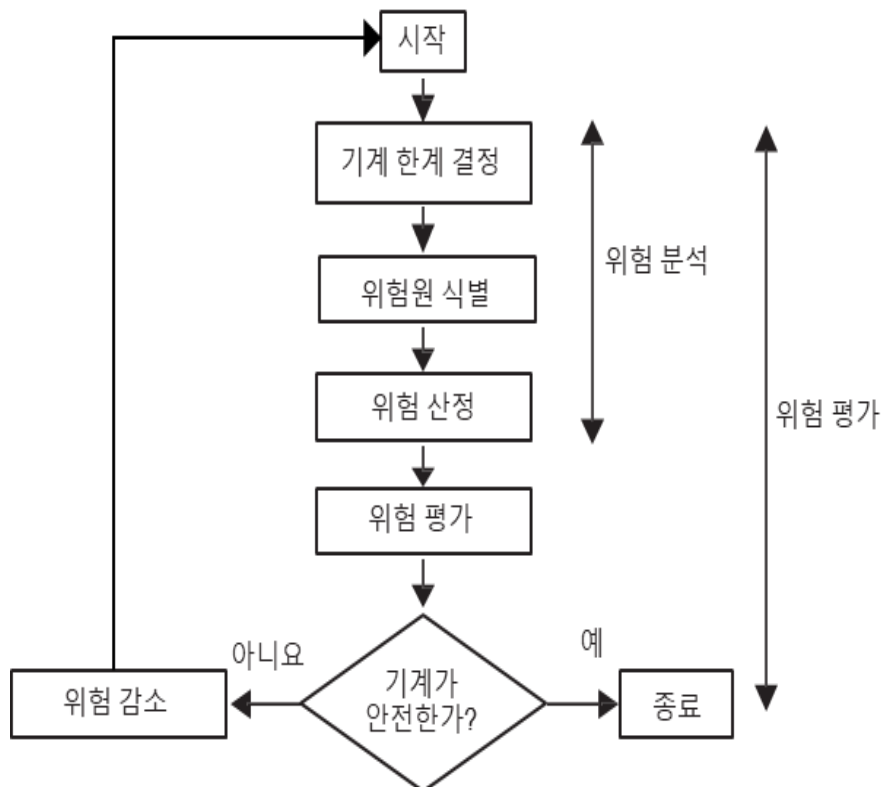 시작
기계 한계 결정
위험 분석
위험원 식별
위험 산정
위험 평가
위험 평가
아니요
예
위험 감소
기계가
안전한가?
종료